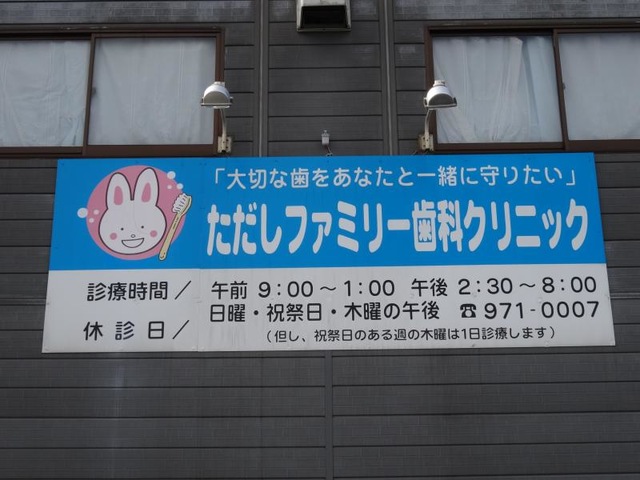 「大切な歯をあなたと一緒に守りたい」
ただしファミリー歯科クリニック
診療時間／ 午前 9:00～1:00 午後 2:30～8:00
休診日／ 日曜・祝祭日・木曜の午後 ☎971-0007
（但し、祝祭日のある週の木曜は1日診療します）